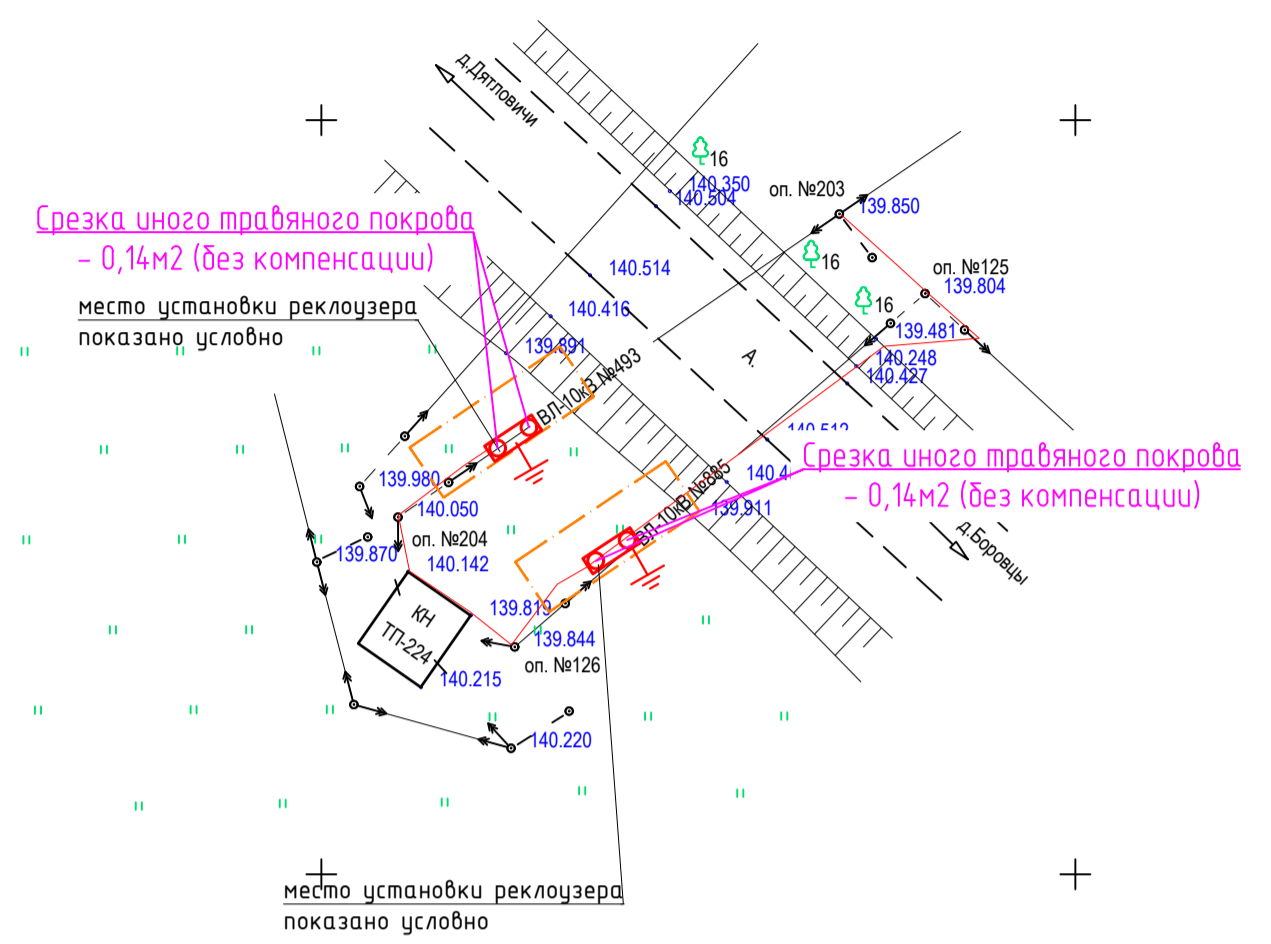 д.Дятловичи
16
140.350
140.504
оп. №203
139.850
Срезка иного травяного покрова
- 0,14м2 (без компенсации)
140.514
16
оп. №125
139.804
место установки реклоузера
показано условно
140.416
16
139.481
139.891
А.
140.248
140.427
ВЛ-10кВ №493
140.512
Срезка иного травяного покрова
- 0,14м2 (без компенсации)
139.980
140.4
ВЛ-10кВ №885
139.911
140.050
оп. №204
д.Боровцы
139.870
140.142
КН
ТП-224
139.819
139.844
оп. №126
140.215
140.220
место установки реклоузера
показано условно